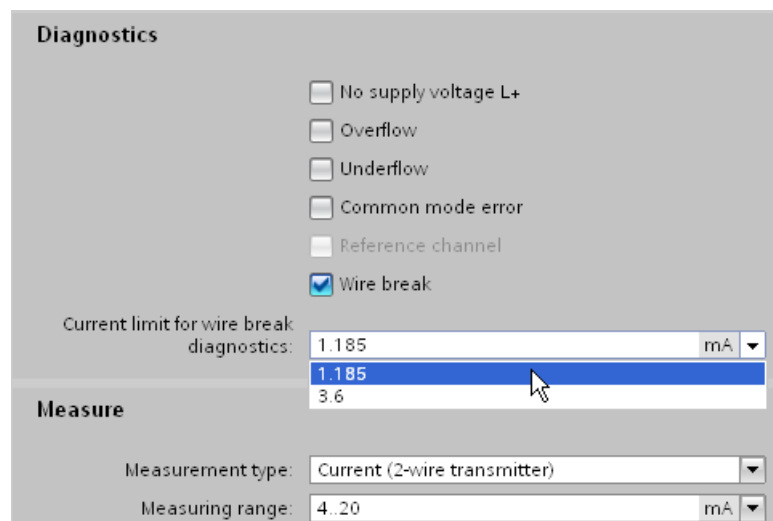 Diagnostics
No supply voltage L+
Overflow
Underflow
Common mode error
Reference channel
Wire break
Current limit for wire break
diagnostics: 1.185 mA
1.185
3.6
Measure
Measurement type: Current (2-wire transmitter)
Measuring range: 4..20 mA